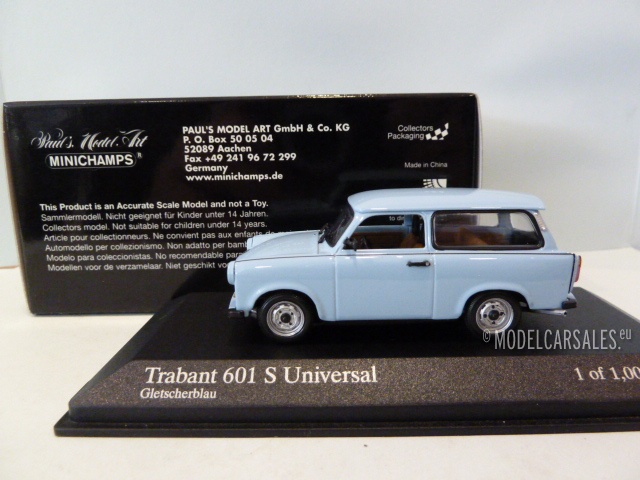 Paul's Model Art
MINICHAMPS®
PAUL'S MODEL ART GmbH & Co. KG
P. O. Box 50 05 04
52089 Aachen
Fax +49 241 96 72 299
Germany
www.minichamps.de
Collectors
Packaging
Made in China
This Product is an Accurate Scale Model and not a Toy.
Sammlermodell. Nicht geeignet für Kinder unter 14 Jahren.
Collectors model. Not suitable for children under 14 years.
Article pour collectionneurs. Ne convient pas aux enfants de
Automodello per collezionismo. Non adatto per bam
Modelo para coleccionistas. No recomendable para
Modellen voor de verzamelaar. Niet geschikt vo
© MODELCARSALES.eu
Trabant 601 S Universal
1 of 1,00
Gletscherblau